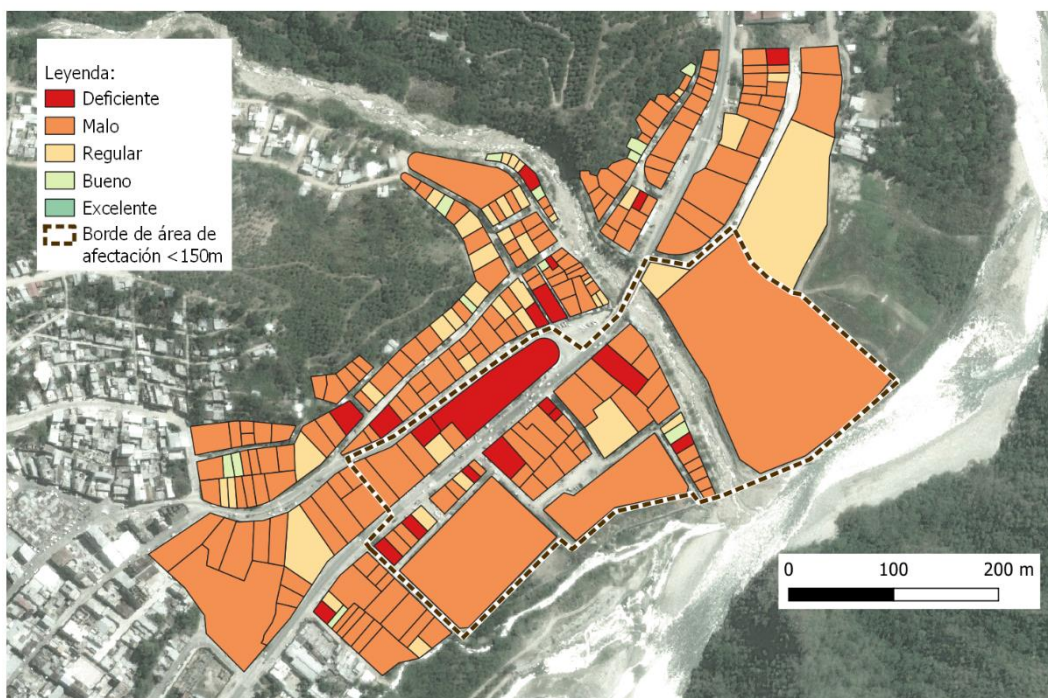 Leyenda:
Deficiente
Malo
Regular
Bueno
Excelente
Borde de área de
afectación <150m
0 100 200 m